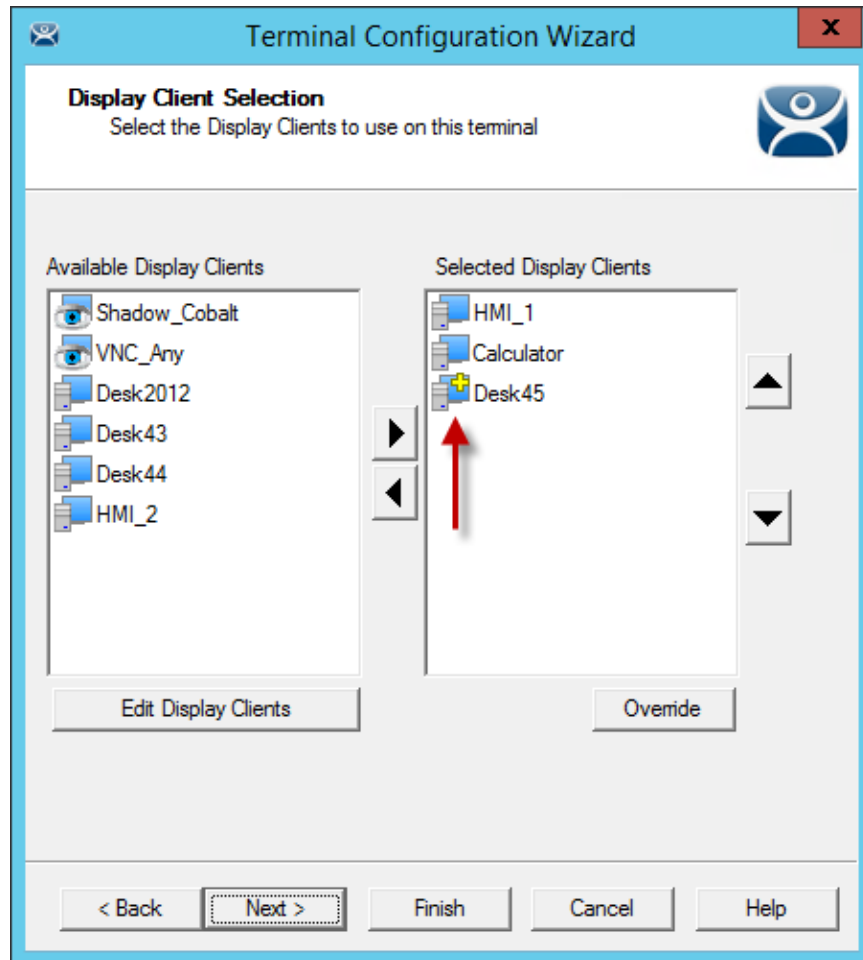 Terminal Configuration Wizard
x
Display Client Selection
Select the Display Clients to use on this terminal
Available Display Clients
Selected Display Clients
Shadow_Cobalt
VNC_Any
Desk2012
Desk43
Desk44
HMI_2
HMI_1
Calculator
Desk45
Edit Display Clients
Override
< Back
Next >
Finish
Cancel
Help